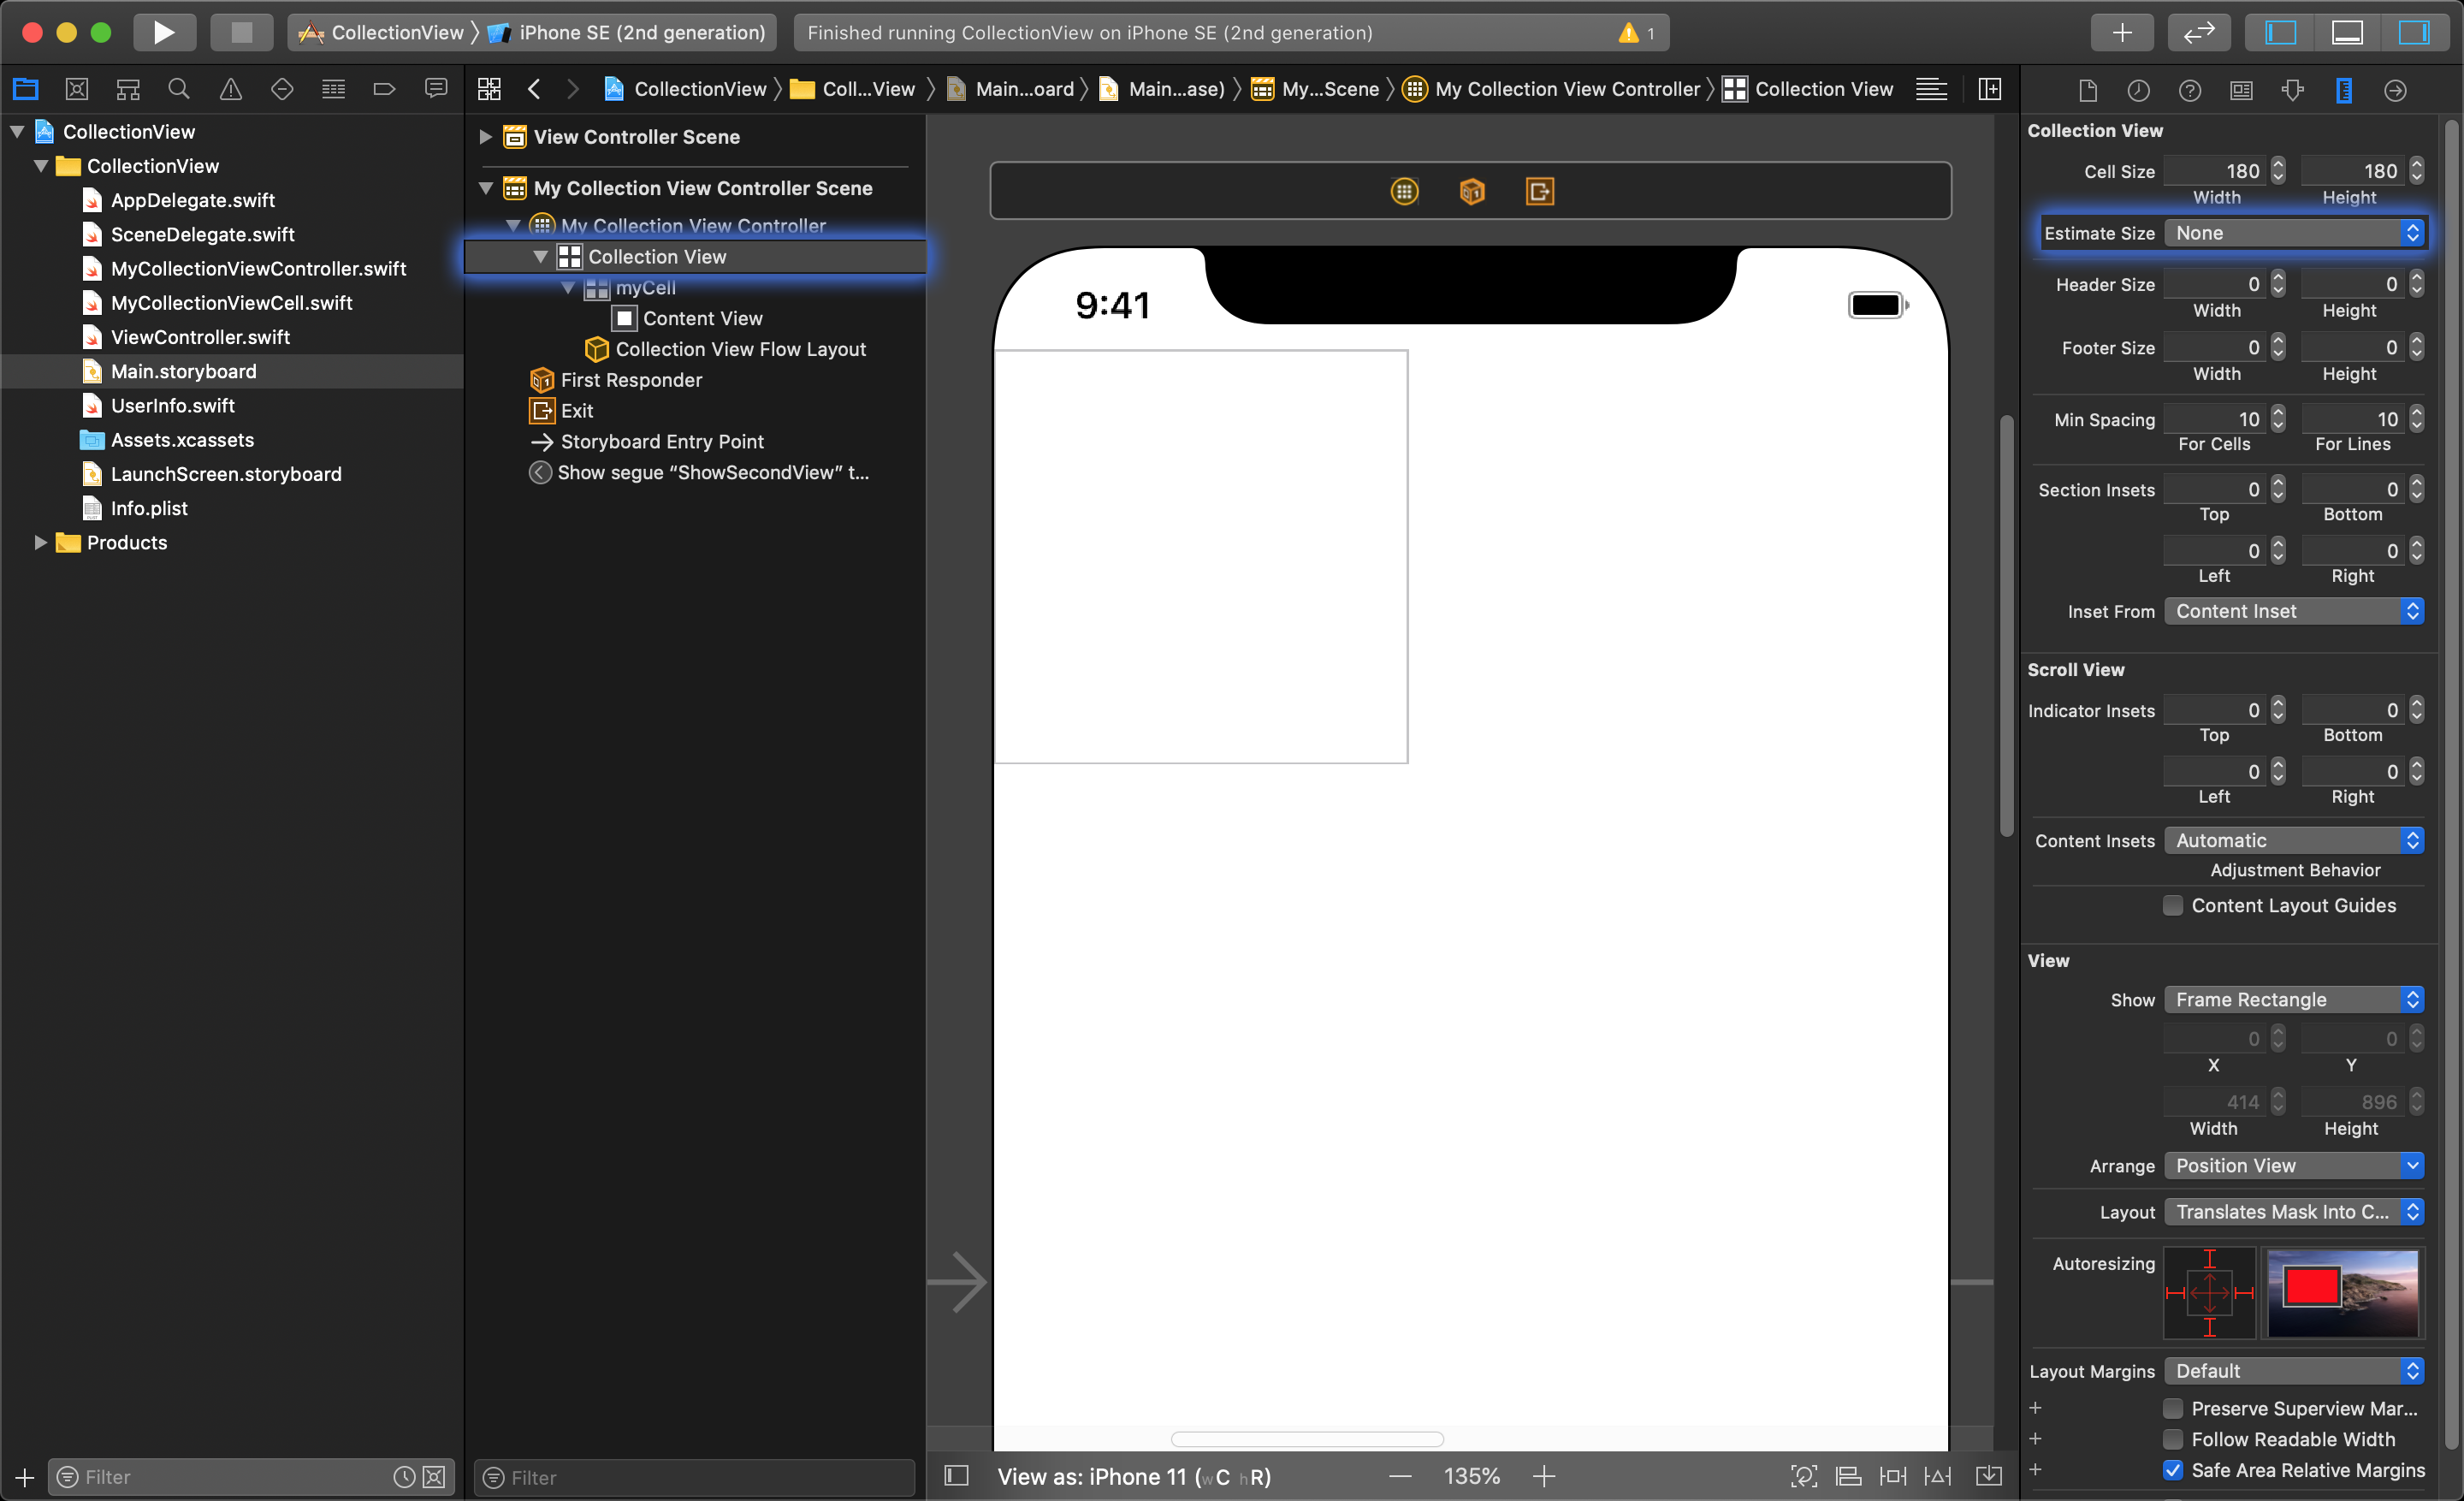 CollectionView 〉 iPhone SE (2nd generation)
Finished running CollectionView on iPhone SE (2nd generation)
1
CollectionView 〉 Coll...View 〉 Main...oard 〉 Main...ase) 〉 My...Scene 〉 My Collection View Controller 〉 Collection View
CollectionView
CollectionView
AppDelegate.swift
SceneDelegate.swift
MyCollectionViewController.swift
MyCollectionViewCell.swift
ViewController.swift
Main.storyboard
UserInfo.swift
Assets.xcassets
LaunchScreen.storyboard
Info.plist
Products
Filter
View Controller Scene
My Collection View Controller Scene
My Collection View Controller
Collection View
myCell
Content View
Collection View Flow Layout
First Responder
Exit
Storyboard Entry Point
Show segue “ShowSecondView” t...
Filter
9:41
View as: iPhone 11 (wC hR)
135%
Collection View
Cell Size 180 180
Width Height
Estimate Size None
Header Size 0 0
Width Height
Footer Size 0 0
Width Height
Min Spacing 10 10
For Cells For Lines
Section Insets 0 0
Top Bottom
0 0
Left Right
Inset From Content Inset
Scroll View
Indicator Insets 0 0
Top Bottom
0 0
Left Right
Content Insets Automatic
Adjustment Behavior
Content Layout Guides
View
Show Frame Rectangle
0 0
X Y
414 896
Width Height
Arrange Position View
Layout Translates Mask Into C...
Autoresizing
Layout Margins Default
Preserve Superview Mar...
Follow Readable Width
Safe Area Relative Margins